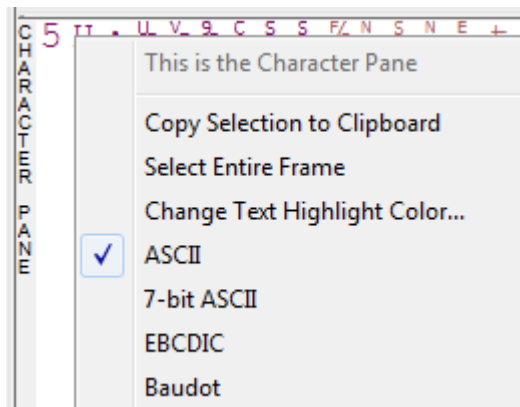 CHARACTER PANE
This is the Character Pane
Copy Selection to Clipboard
Select Entire Frame
Change Text Highlight Color...
ASCII
7-bit ASCII
EBCDIC
Baudot